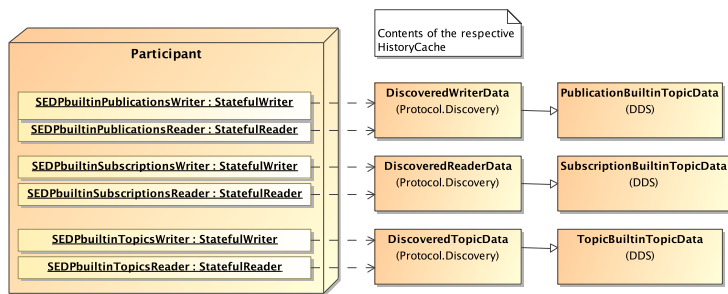 Contents of the respective
HistoryCache
Participant
SEDPbuiltinPublicationsWriter : StatefulWriter
SEDPbuiltinPublicationsReader : StatefulReader
SEDPbuiltinSubscriptionsWriter : StatefulWriter
SEDPbuiltinSubscriptionsReader : StatefulReader
SEDPbuiltinTopicsWriter : StatefulWriter
SEDPbuiltinTopicsReader : StatefulReader
DiscoveredWriterData
(Protocol.Discovery)
DiscoveredReaderData
(Protocol.Discovery)
DiscoveredTopicData
(Protocol.Discovery)
PublicationBuiltinTopicData
(DDS)
SubscriptionBuiltinTopicData
(DDS)
TopicBuiltinTopicData
(DDS)